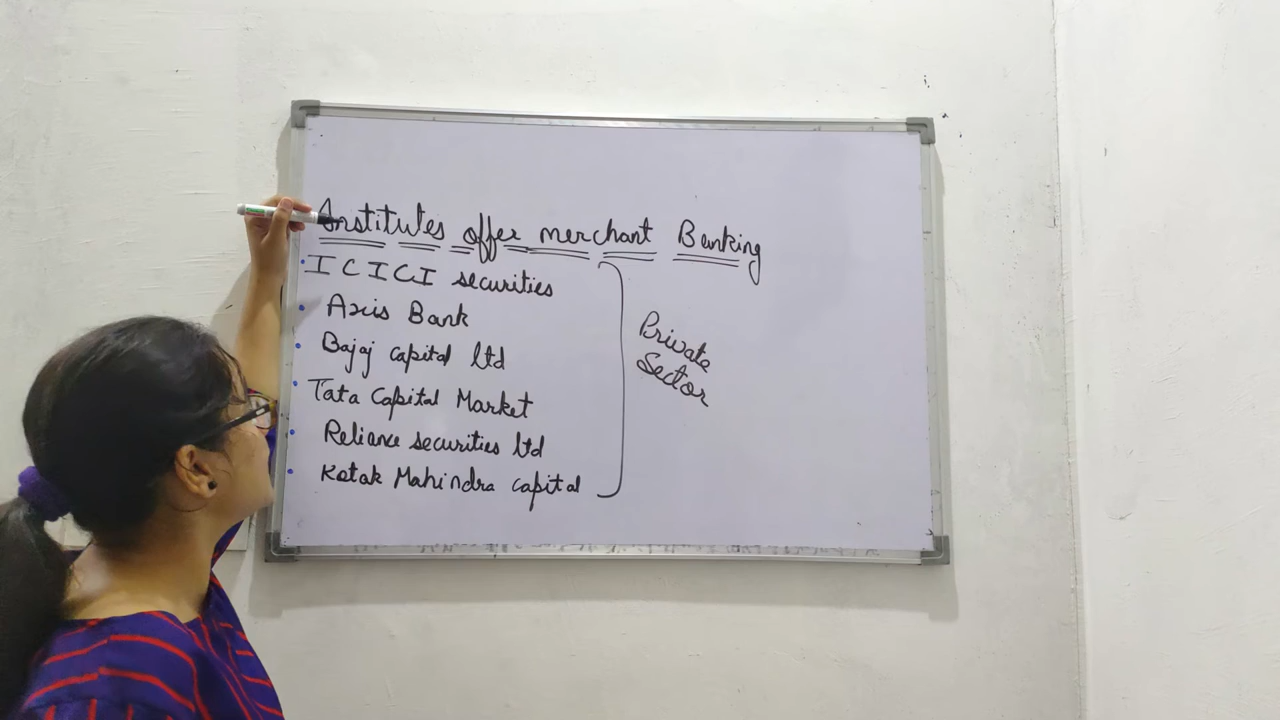 Institutes offer merchant Banking
• ICICI securities
• Axis Bank
• Bajaj capital ltd
• Tata Capital Market
• Reliance securities ltd
• Kotak Mahindra capital
Private
Sector